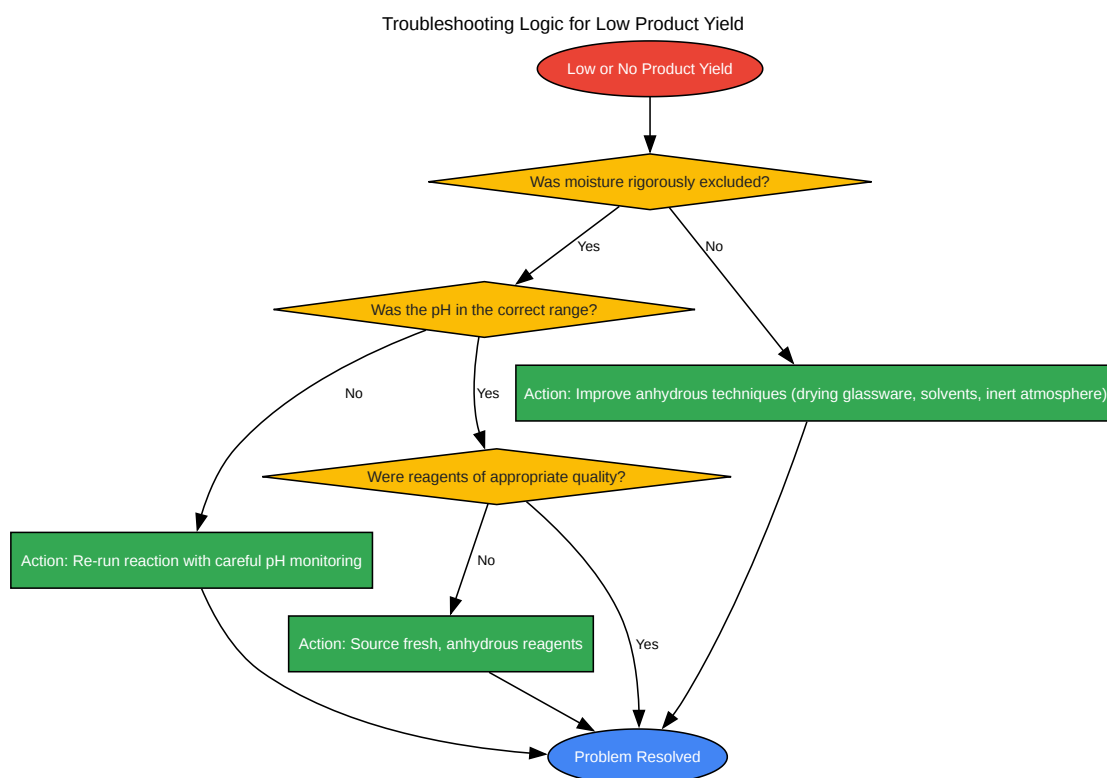 Troubleshooting Logic for Low Product Yield
Low or No Product Yield
Was moisture rigorously excluded?
Yes
No
Was the pH in the correct range?
No
Yes
Action: Improve anhydrous techniques (drying glassware, solvents, inert atmosphere)
Were reagents of appropriate quality?
Action: Re-run reaction with careful pH monitoring
No
Action: Source fresh, anhydrous reagents
Yes
Problem Resolved